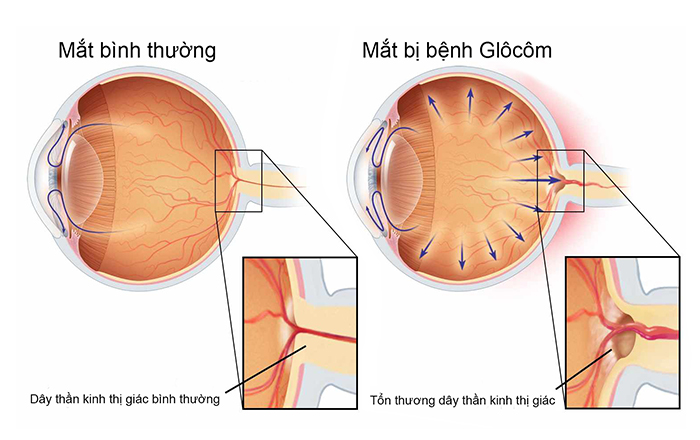 Mắt bình thường
Mắt bị bệnh Glôcôm
Dây thần kinh thị giác bình thường
Tổn thương dây thần kinh thị giác